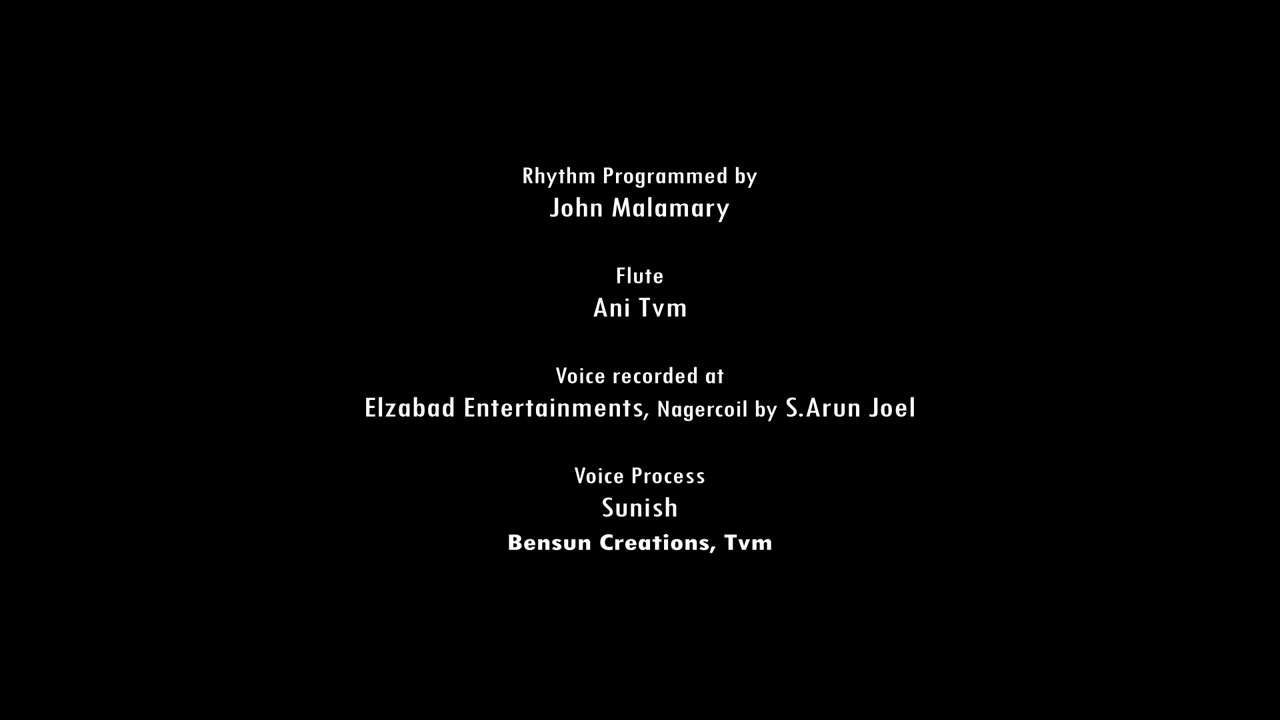 Rhythm Programmed by
John Malamary
Flute
Ani Tvm
Voice recorded at
Elzabad Entertainments, Nagercoil by S.Arun Joel
Voice Process
Sunish
Bensun Creations, Tvm